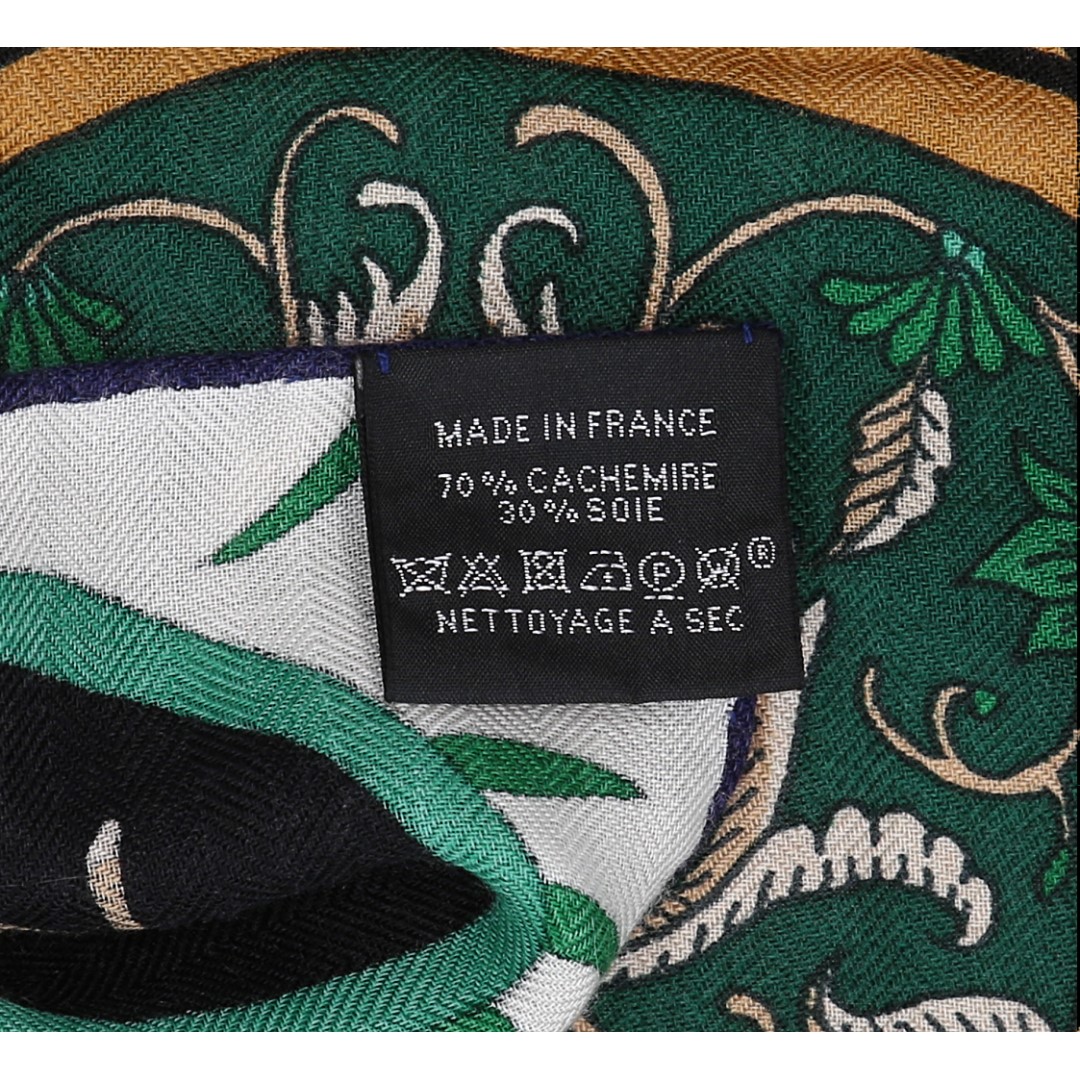 MADE IN FRANCE
70% CACHEMIRE
30% SOIE
P ®
NETTOYAGE A SEC